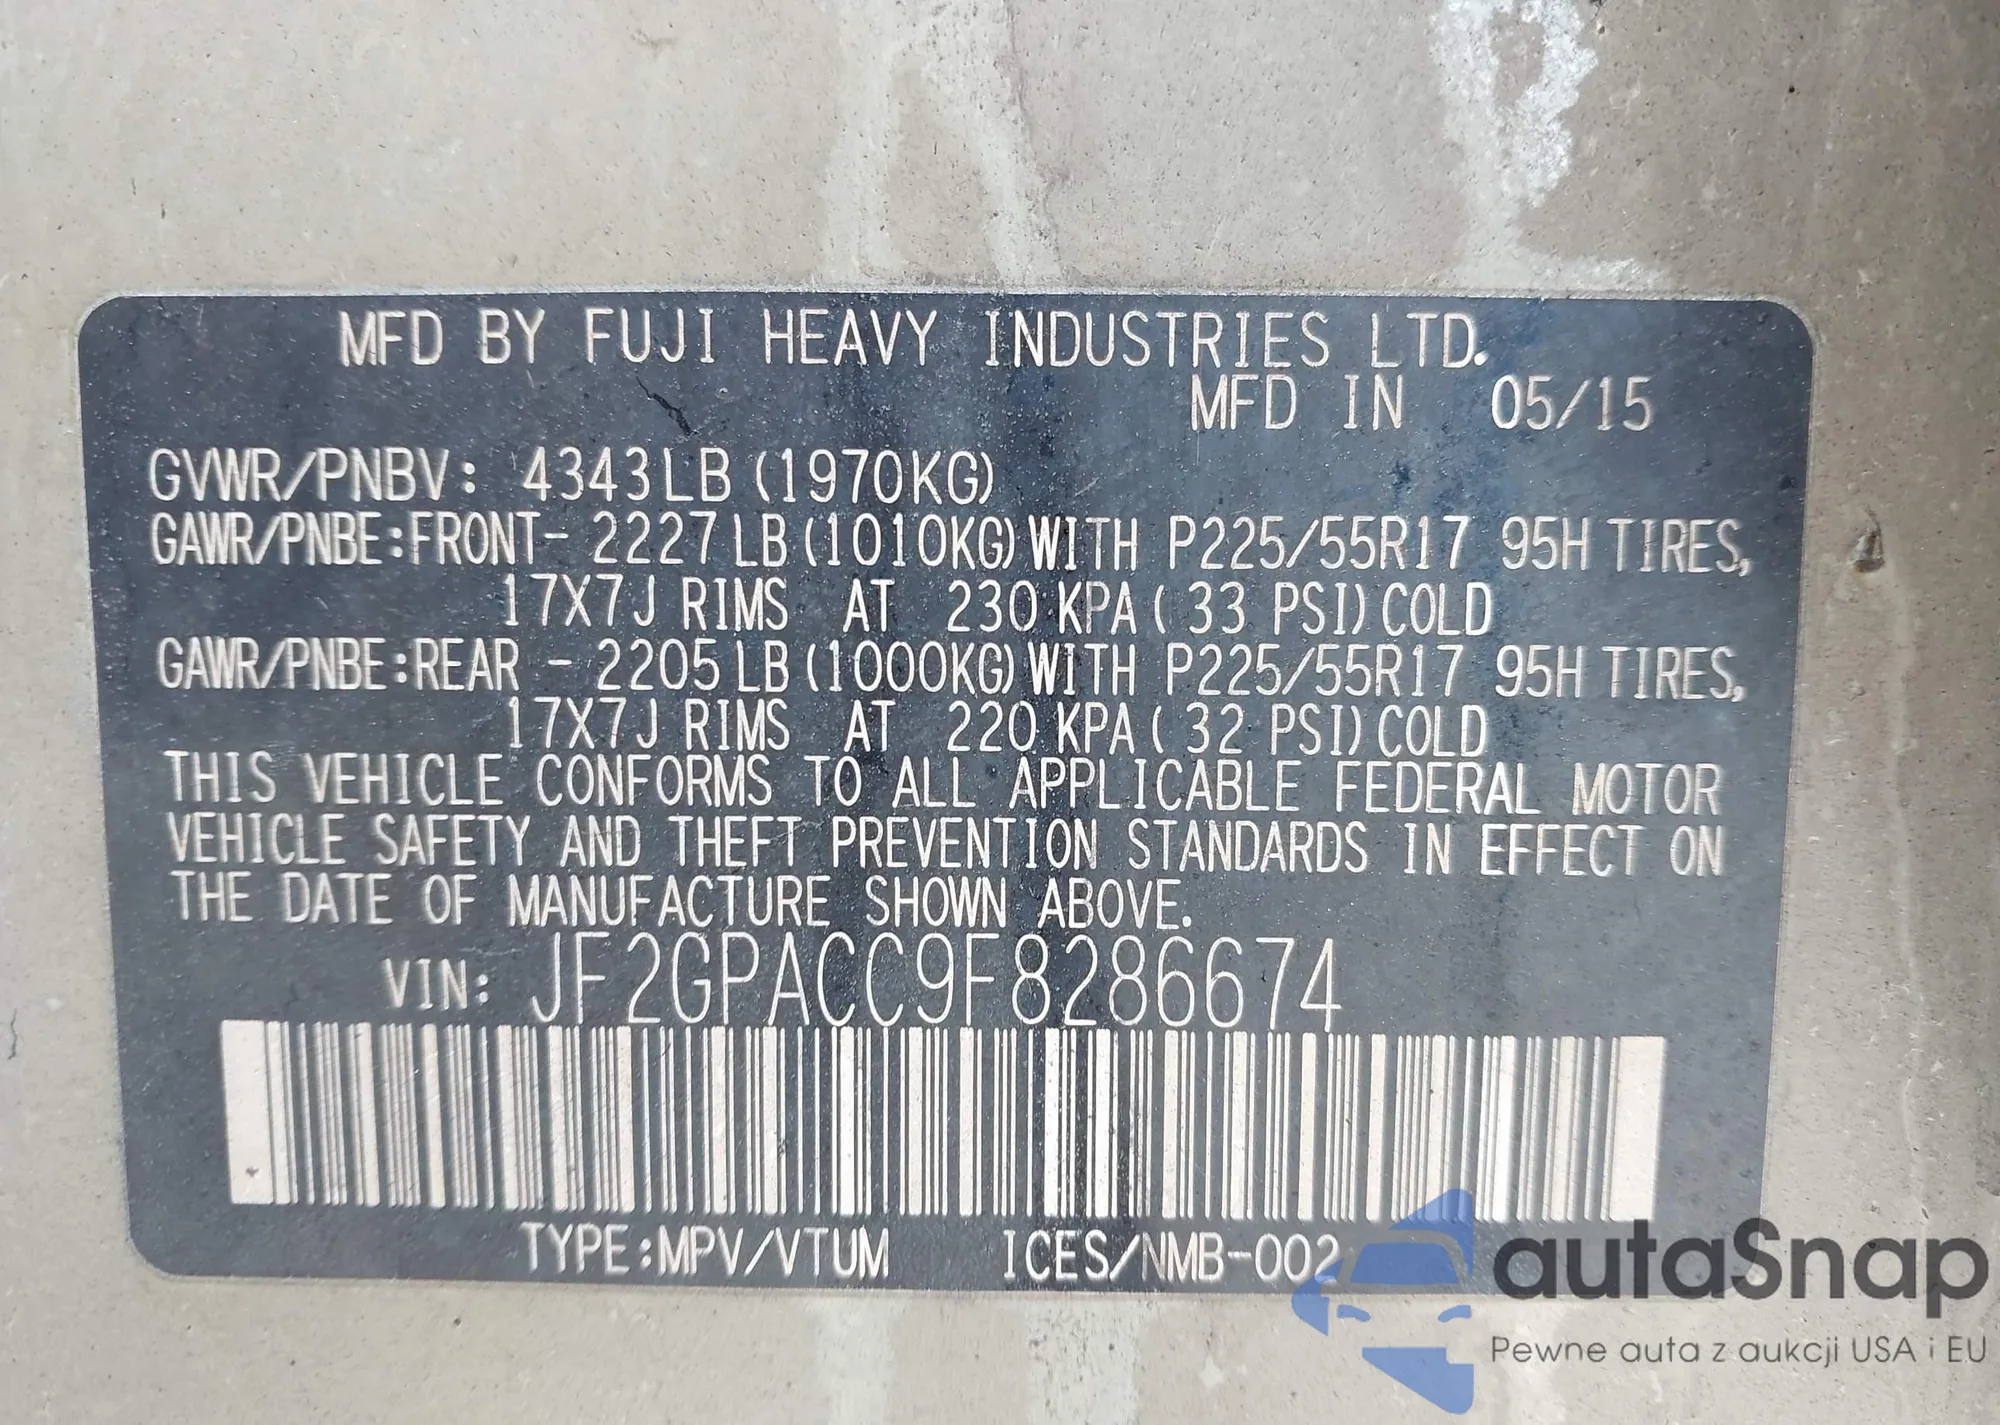 MFD BY FUJI HEAVY INDUSTRIES LTD.
MFD IN 05/15
GVWR/PNBV: 4343LB (1970KG)
GAWR/PNBE:FRONT- 2227LB (1010KG) WITH P225/55R17 95H TIRES,
17X7J RIMS AT 230 KPA ( 33 PSI) COLD
GAWR/PNBE:REAR - 2205LB (1000KG) WITH P225/55R17 95H TIRES,
17X7J RIMS AT 220 KPA ( 32 PSI) COLD
THIS VEHICLE CONFORMS TO ALL APPLICABLE FEDERAL MOTOR
VEHICLE SAFETY AND THEFT PREVENTION STANDARDS IN EFFECT ON
THE DATE OF MANUFACTURE SHOWN ABOVE.
VIN: JF2GPACC9F8286674
TYPE:MPV/VTUM ICES/NMB-002
autaSnap
Pewne auta z aukcji USA i EU